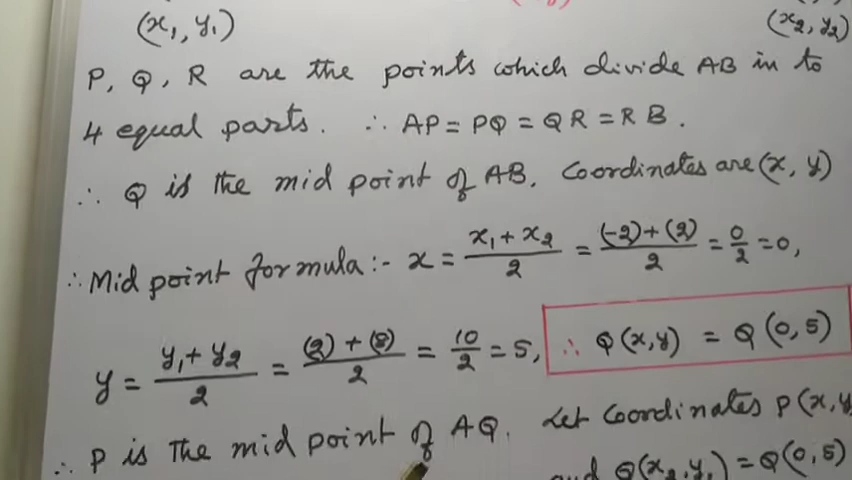 (x₁, y₁) (x₂, y₂)
P, Q, R are the points which divide AB in to
4 equal parts. ∴ AP = PQ = QR = RB.
∴ Q is the mid point of AB. Coordinates are (x, y)
∴ Mid point formula:- x = (x₁ + x₂)/2 = ((-2) + (2))/2 = 0/2 = 0,
y = (y₁ + y₂)/2 = ((2) + (8))/2 = 10/2 = 5, ∴ Q(x, y) = Q(0, 5)
∴ P is the mid point of AQ. Let Coordinates P(x, y
and Q(x₂, y₁) = Q(0, 5)